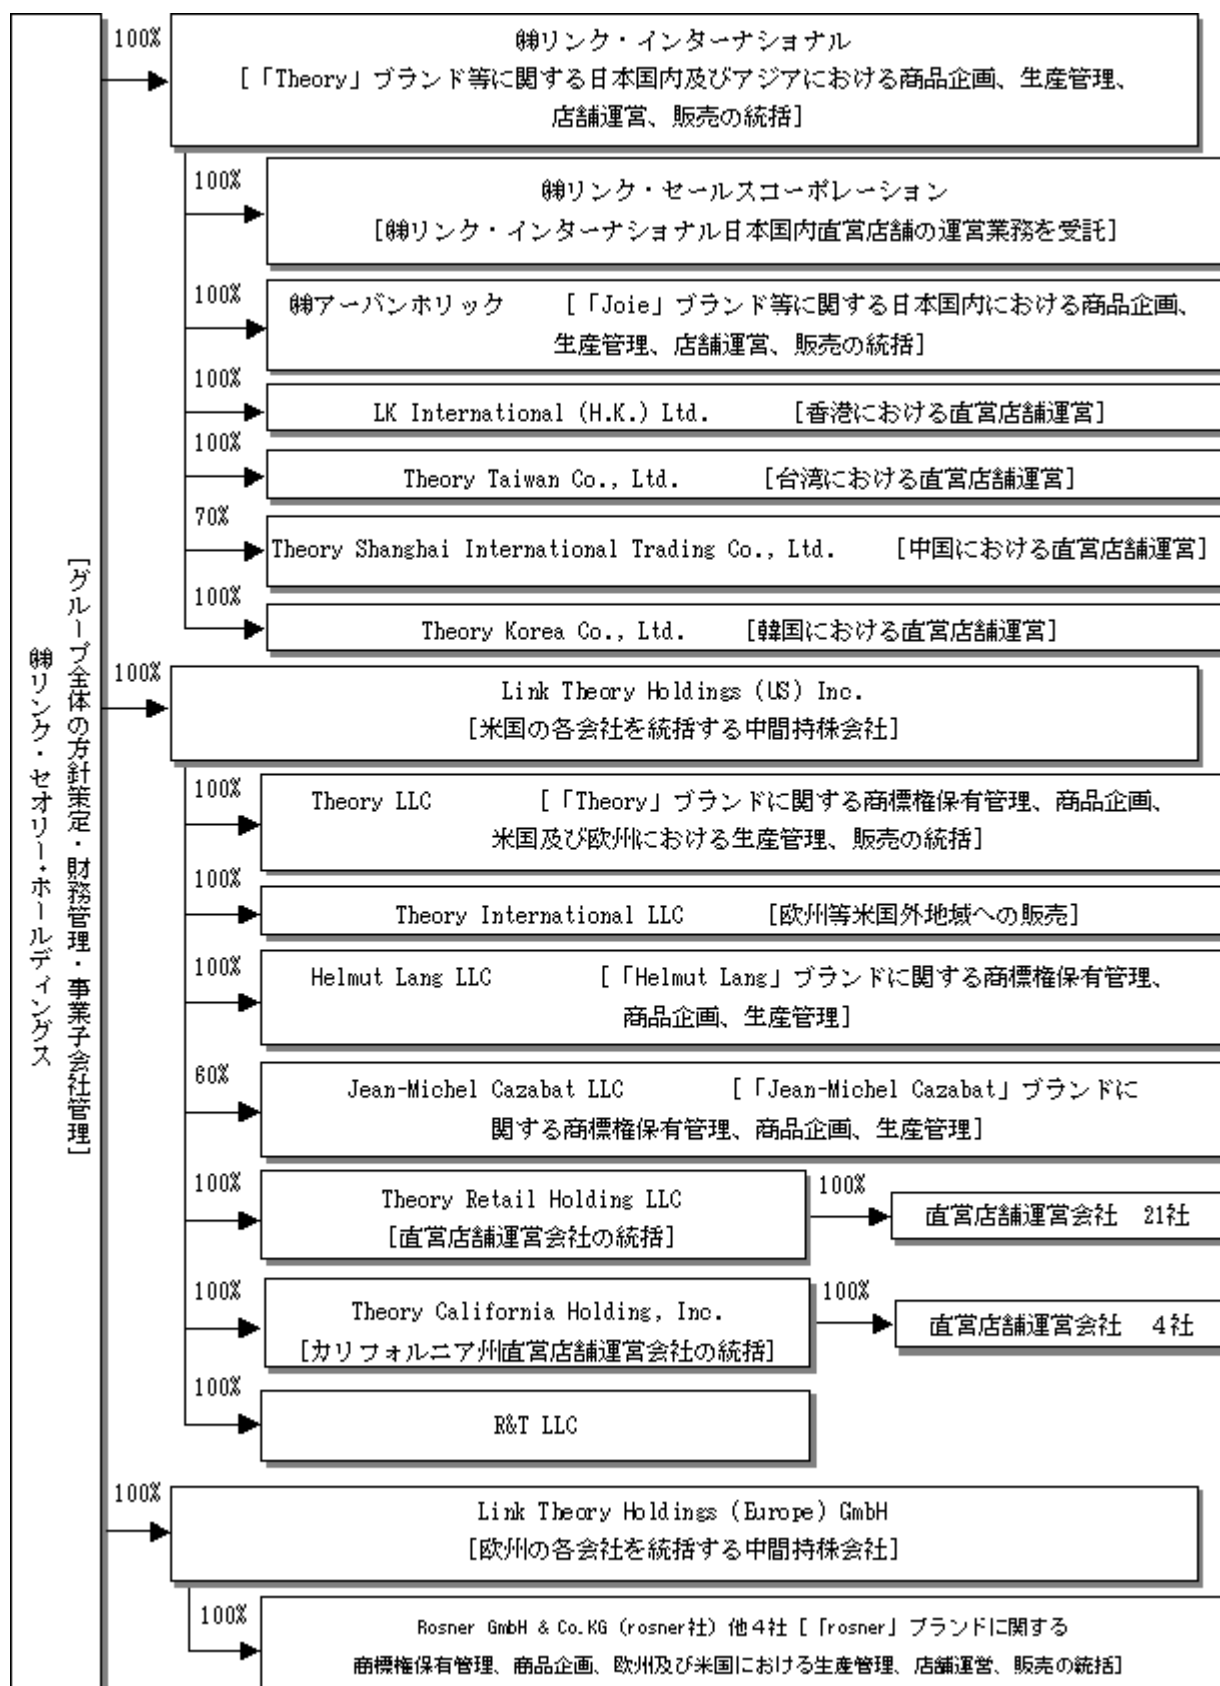 ㈱リンク・セオリー・ホールディングス
[グループ全体の方針策定・財務管理・事業子会社管理]
100%
㈱リンク・インターナショナル
[「Theory」ブランド等に関する日本国内及びアジアにおける商品企画、生産管理、
店舗運営、販売の統括]
100%
㈱リンク・セールスコーポレーション
[㈱リンク・インターナショナル日本国内直営店舗の運営業務を受託]
100%
㈱アーバンホリック [「Joie」ブランド等に関する日本国内における商品企画、
生産管理、店舗運営、販売の統括]
100%
LK International (H.K.) Ltd. [香港における直営店舗運営]
100%
Theory Taiwan Co., Ltd. [台湾における直営店舗運営]
70%
Theory Shanghai International Trading Co., Ltd. [中国における直営店舗運営]
100%
Theory Korea Co., Ltd. [韓国における直営店舗運営]
100%
Link Theory Holdings (US) Inc.
[米国の各会社を統括する中間持株会社]
100%
Theory LLC [「Theory」ブランドに関する商標権保有管理、商品企画、
米国及び欧州における生産管理、販売の統括]
100%
Theory International LLC [欧州等米国外地域への販売]
100%
Helmut Lang LLC [「Helmut Lang」ブランドに関する商標権保有管理、
商品企画、生産管理]
60%
Jean-Michel Cazabat LLC [「Jean-Michel Cazabat」ブランドに
関する商標権保有管理、商品企画、生産管理]
100%
Theory Retail Holding LLC
[直営店舗運営会社の統括]
100%
直営店舗運営会社 21社
100%
Theory California Holding, Inc.
[カリフォルニア州直営店舗運営会社の統括]
100%
直営店舗運営会社 4社
100%
R&T LLC
100%
Link Theory Holdings (Europe) GmbH
[欧州の各会社を統括する中間持株会社]
100%
Rosner GmbH & Co.KG (rosner社) 他4社 [「rosner」ブランドに関する
商標権保有管理、商品企画、欧州及び米国における生産管理、店舗運営、販売の統括]